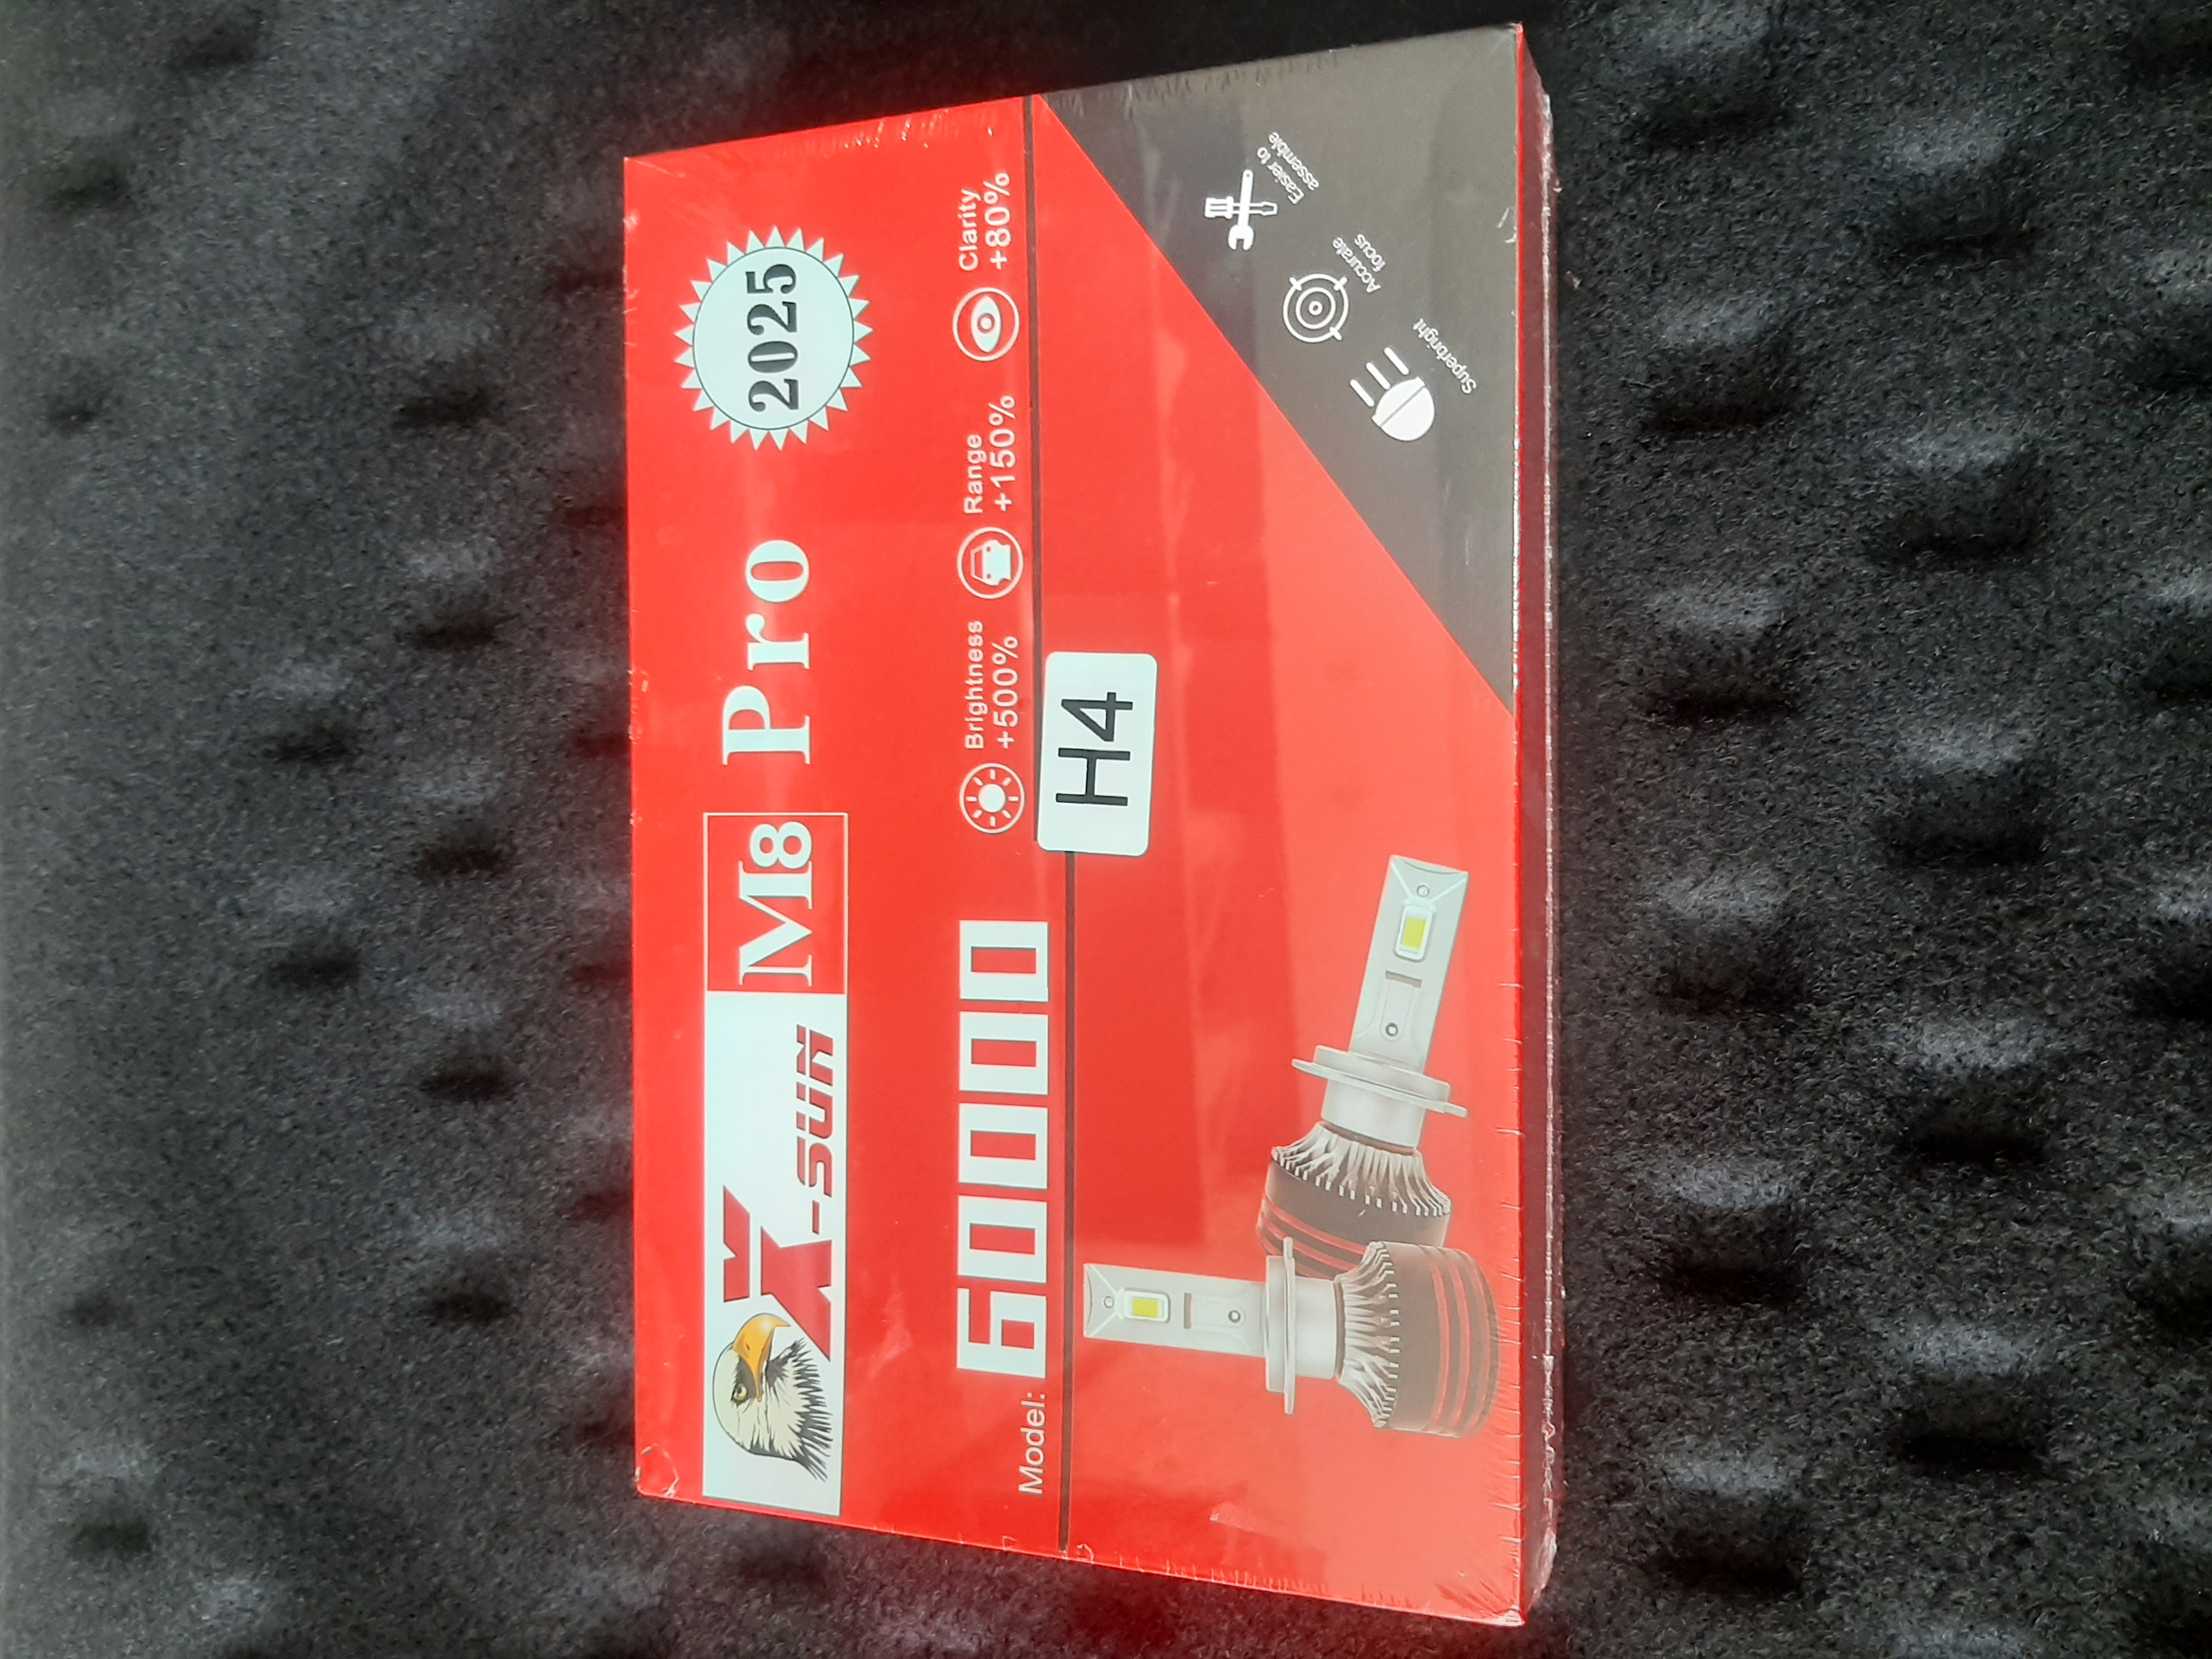 X-SUN M8 Pro
2025
Model: 60000
Brightness
+500%
Range
+150%
Clarity
+80%
H4
Superbright
Accurate
focus
Easier to
assemble